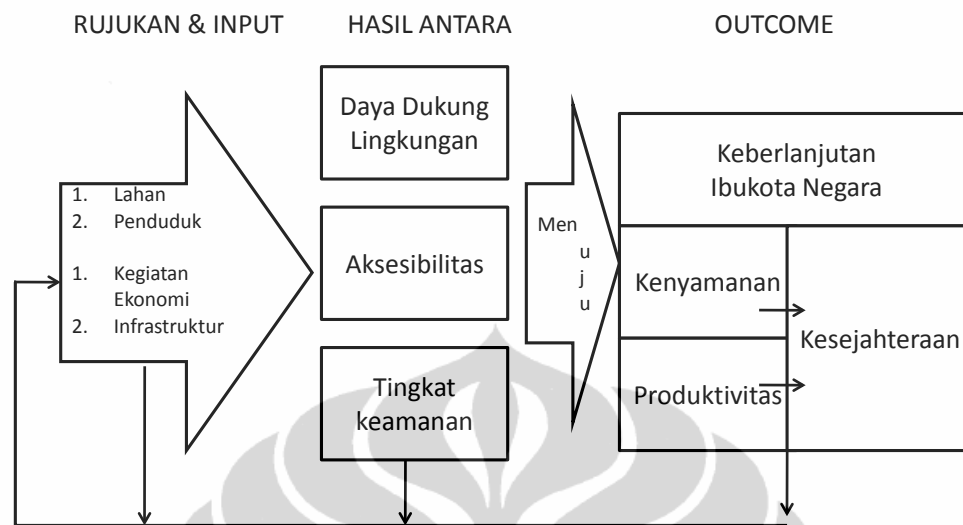 RUJUKAN & INPUT
HASIL ANTARA
OUTCOME
1. Lahan
2. Penduduk
1. Kegiatan
Ekonomi
2. Infrastruktur
Daya Dukung
Lingkungan
Aksesibilitas
Tingkat
keamanan
Men
u
j
u
Keberlanjutan
Ibukota Negara
Kenyamanan
Produktivitas
Kesejahteraan